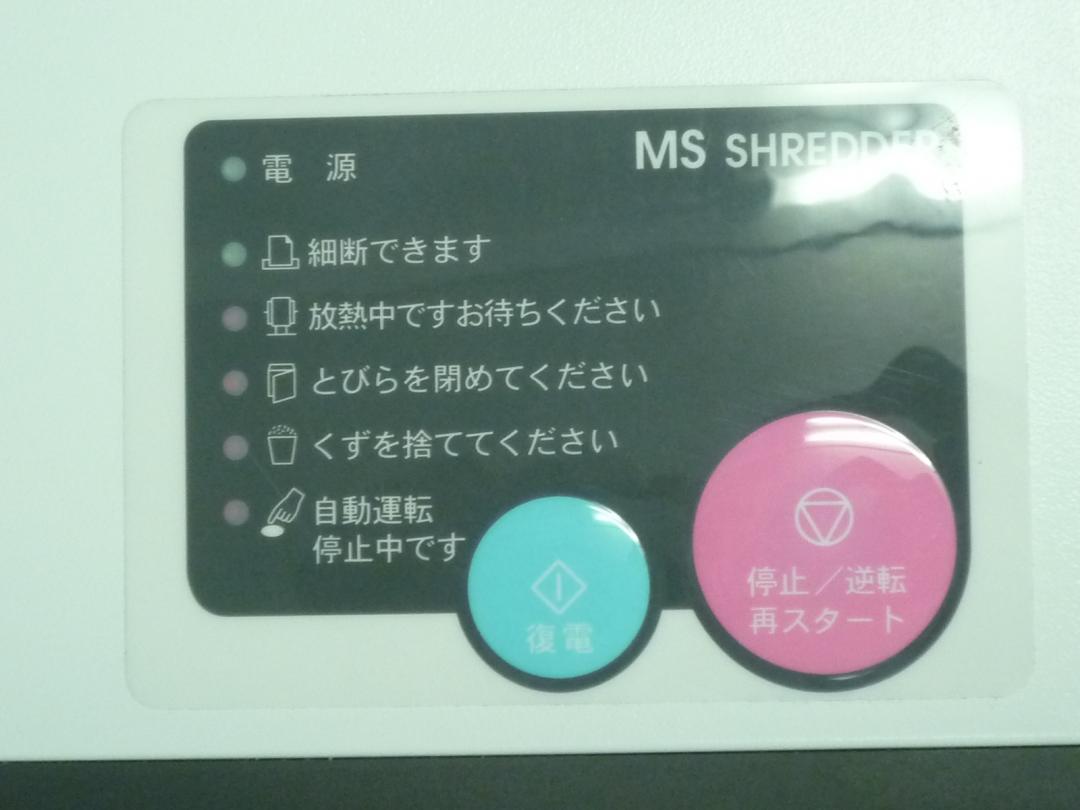 MS SHREDDER
電 源
細断できます
放熱中ですお待ちください
とびらを閉めてください
くずを捨ててください
自動運転
停止中です
復電
停止／逆転
再スタート